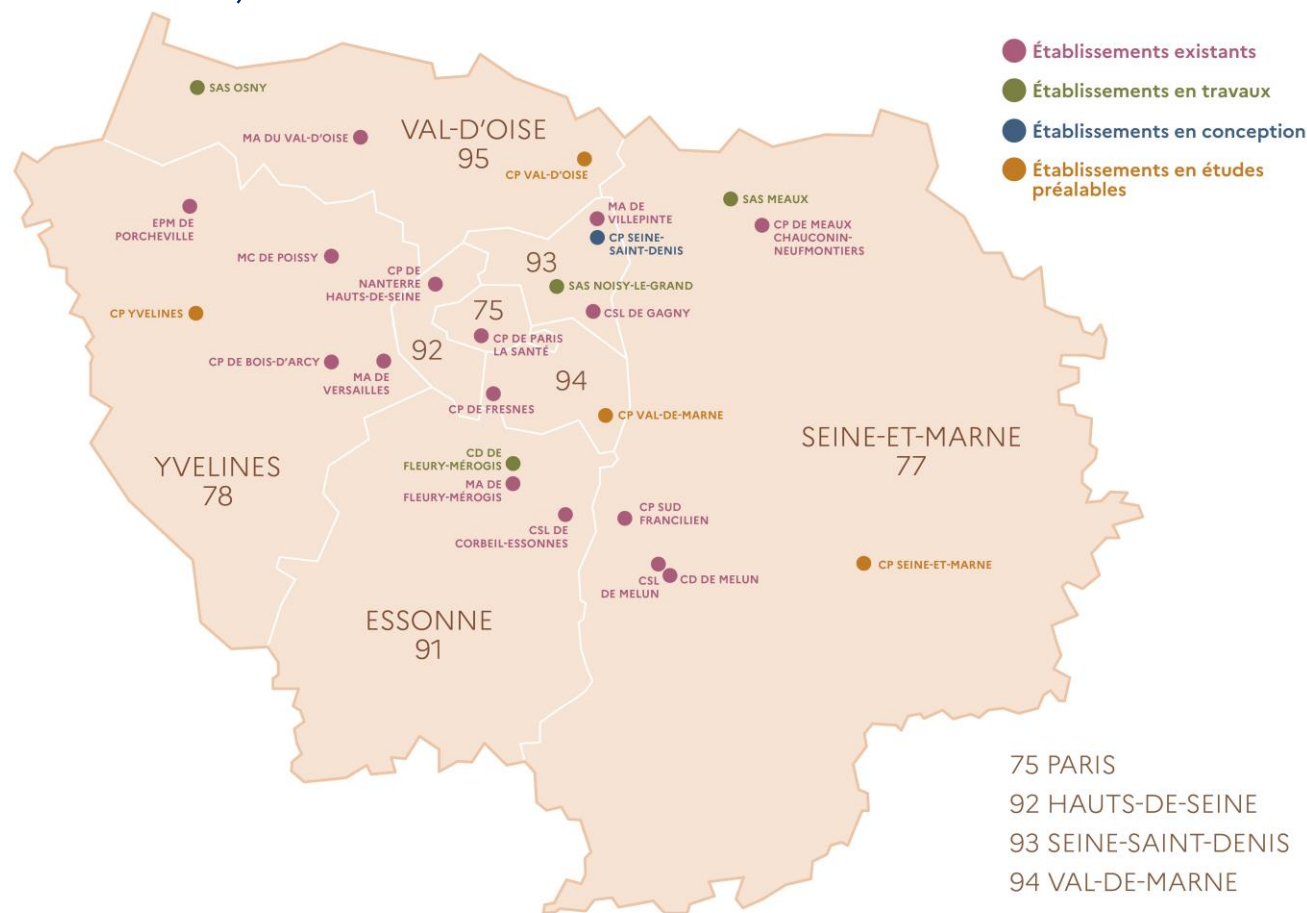 Établissements existants
Établissements en travaux
Établissements en conception
Établissements en études
préalables
SAS OSNY
MA DU VAL-D'OISE
VAL-D'OISE
95
CP VAL-D'OISE
EPM DE
PORCHEVILLE
MC DE POISSY
CP DE
NANTERRE
HAUTS-DE-SEINE
MA DE
VILLEPINTE
CP SEINE-
SAINT-DENIS
93
SAS NOISY-LE-GRAND
CSL DE GAGNY
SAS MEAUX
CP DE MEAUX
CHAUCONIN-
NEUFMONTIERS
CP YVELINES
75
CP DE PARIS
LA SANTÉ
92
CP DE BOIS-D'ARCY
MA DE
VERSAILLES
94
CP DE FRESNES
CP VAL-DE-MARNE
SEINE-ET-MARNE
77
YVELINES
78
CD DE
FLEURY-MÉROGIS
MA DE
FLEURY-MÉROGIS
CSL DE
CORBEIL-ESSONNES
CP SUD
FRANCILIEN
CSL
DE MELUN
CD DE MELUN
CP SEINE-ET-MARNE
ESSONNE
91
75 PARIS
92 HAUTS-DE-SEINE
93 SEINE-SAINT-DENIS
94 VAL-DE-MARNE